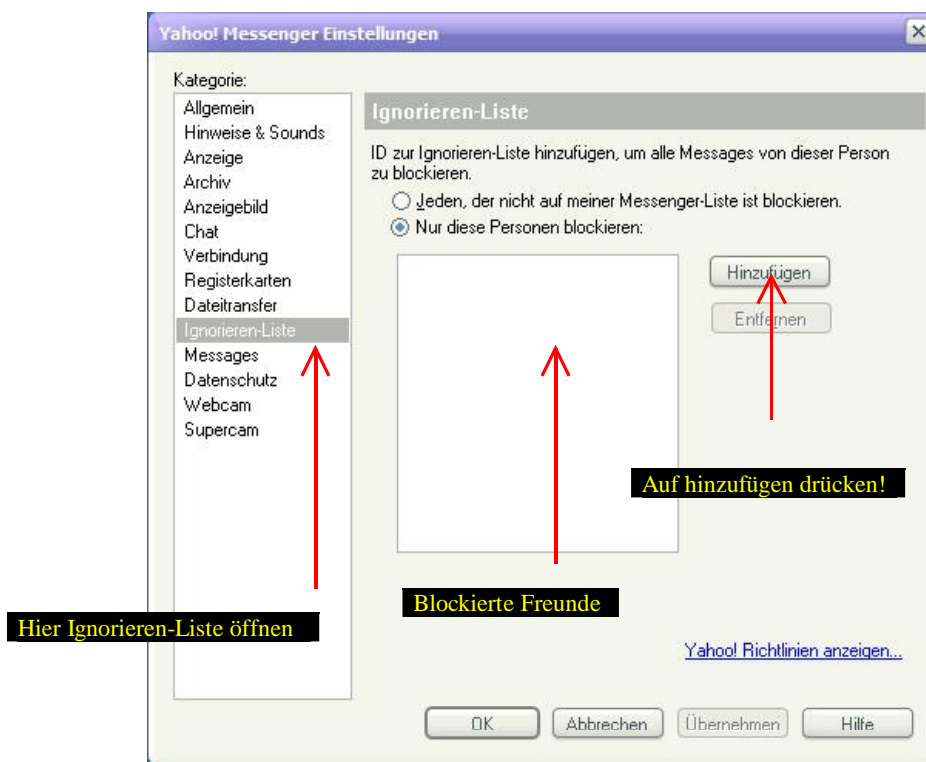 Yahoo! Messenger Einstellungen
Kategorie:
Allgemein
Hinweise & Sounds
Anzeige
Archiv
Anzeigebild
Chat
Verbindung
Registerkarten
Dateitransfer
Ignorieren-Liste
Messages
Datenschutz
Webcam
Supercam
Ignorieren-Liste
ID zur Ignorieren-Liste hinzufügen, um alle Messages von dieser Person
zu blockieren.
Jeden, der nicht auf meiner Messenger-Liste ist blockieren.
Nur diese Personen blockieren:
Hinzufügen
Entfernen
Auf hinzufügen drücken!
Blockierte Freunde
Hier Ignorieren-Liste öffnen
Yahoo! Richtlinien anzeigen...
OK
Abbrechen
Übernehmen
Hilfe